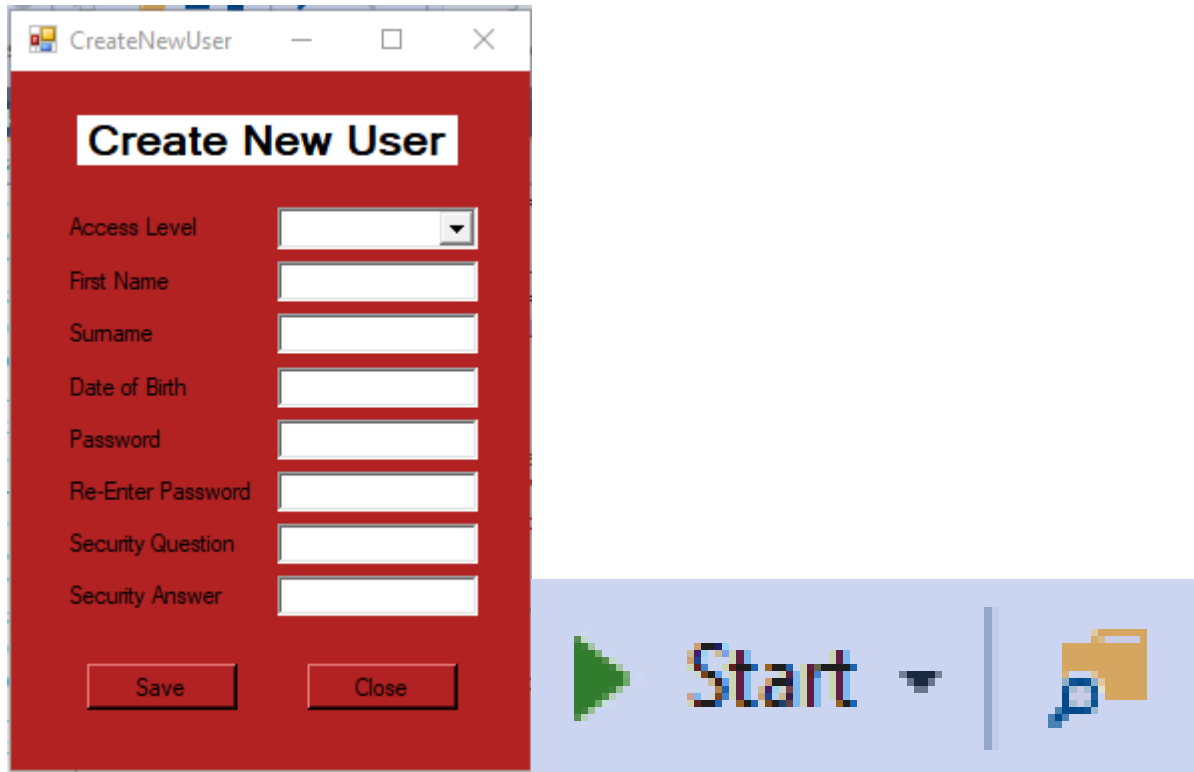 CreateNewUser
Create New User
Access Level
First Name
Surname
Date of Birth
Password
Re-Enter Password
Security Question
Security Answer
Save Close
Start